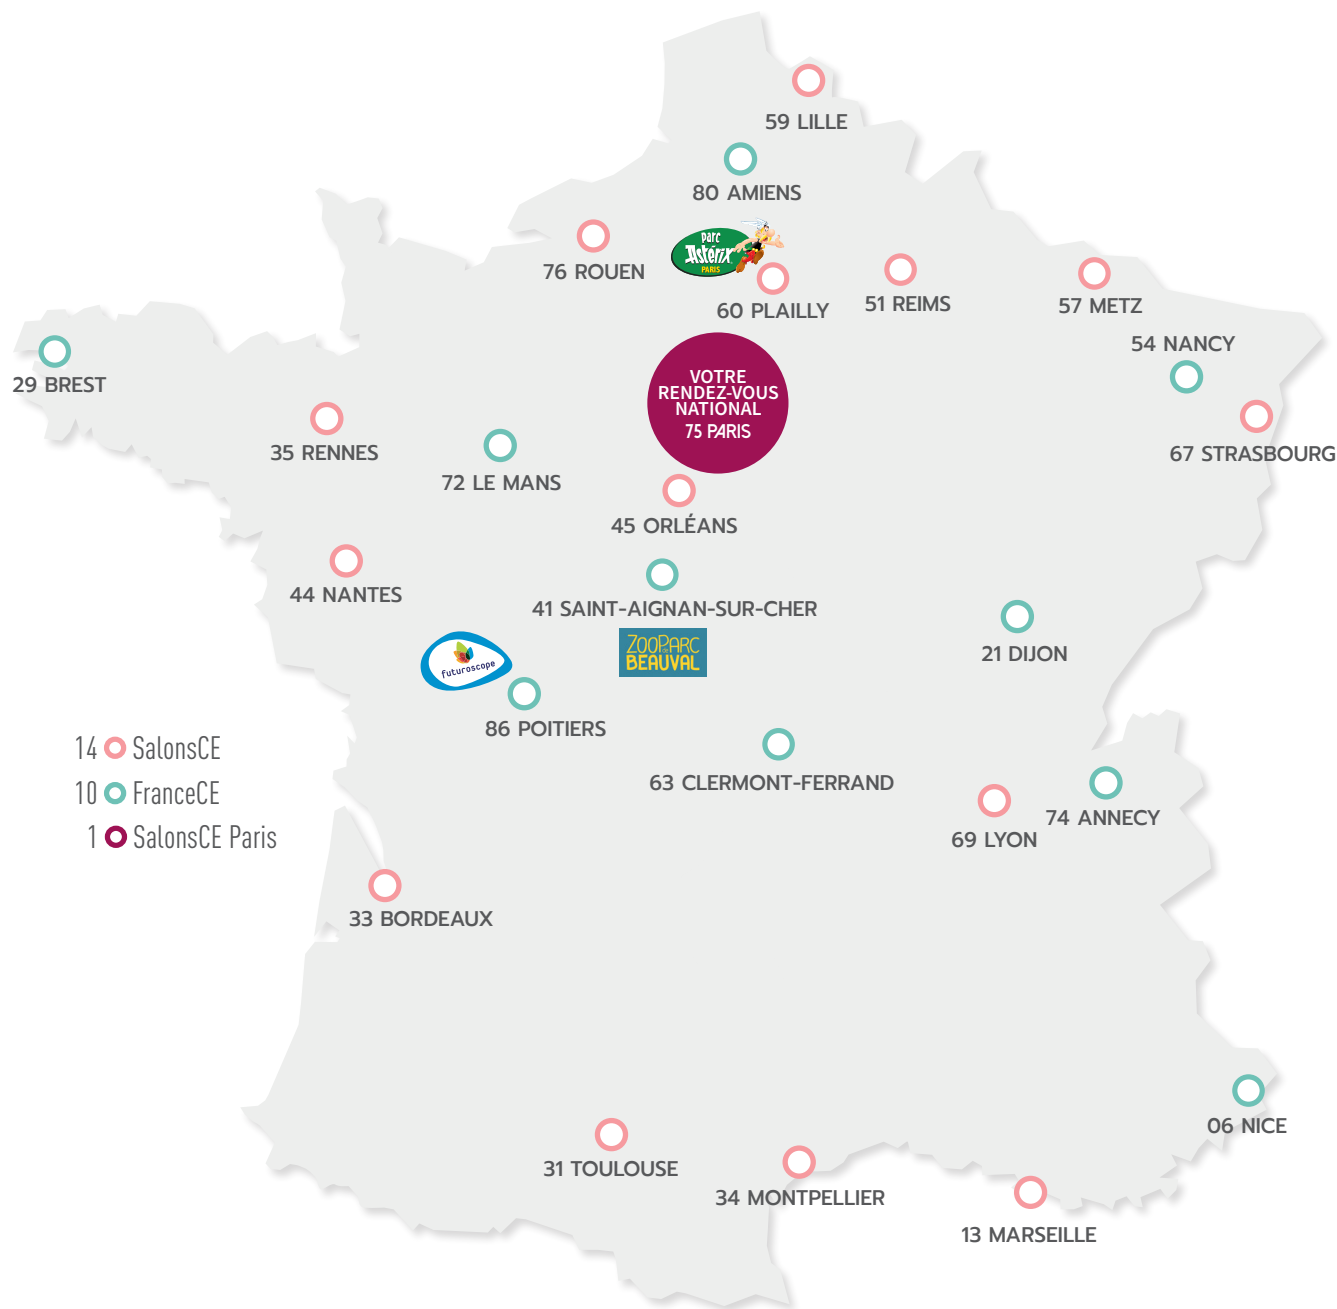 59 LILLE
80 AMIENS
parc
Astérix
PARIS
76 ROUEN
60 PLAILLY
51 REIMS
57 METZ
54 NANCY
29 BREST
VOTRE
RENDEZ-VOUS
NATIONAL
75 PARIS
35 RENNES
72 LE MANS
67 STRASBOURG
45 ORLÉANS
44 NANTES
41 SAINT-AIGNAN-SUR-CHER
futuroscope
ZOOPARC
BEAUVAL
21 DIJON
86 POITIERS
14 SalonsCE
10 FranceCE
1 SalonsCE Paris
63 CLERMONT-FERRAND
69 LYON
74 ANNECY
33 BORDEAUX
06 NICE
31 TOULOUSE
34 MONTPELLIER
13 MARSEILLE